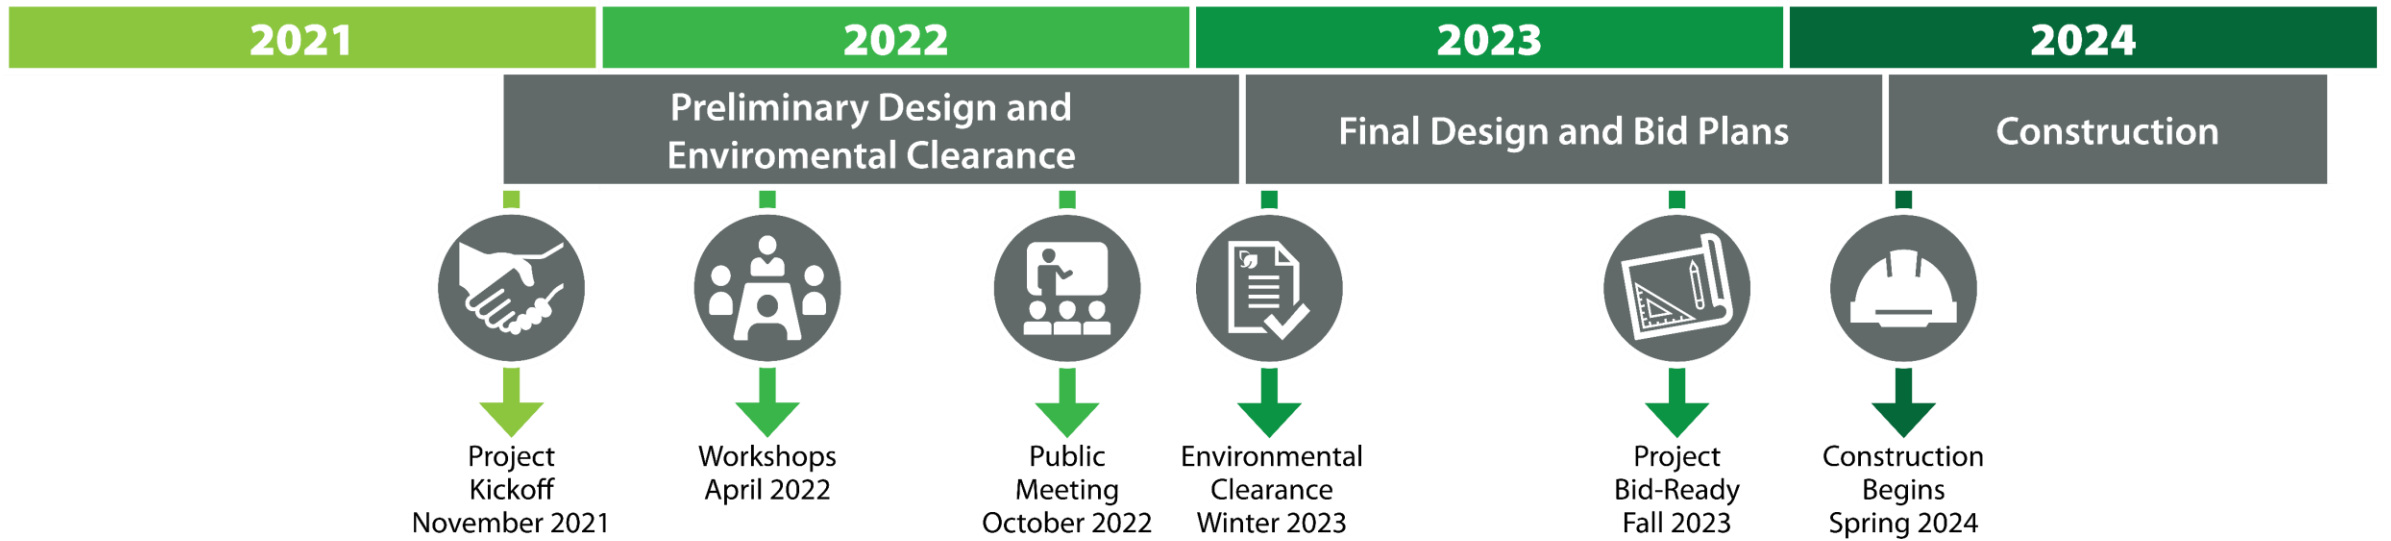 2021
2022
2023
2024
Preliminary Design and
Enviromental Clearance
Final Design and Bid Plans
Construction
Project
Kickoff
November 2021
Workshops
April 2022
Public
Meeting
October 2022
Environmental
Clearance
Winter 2023
Project
Bid-Ready
Fall 2023
Construction
Begins
Spring 2024